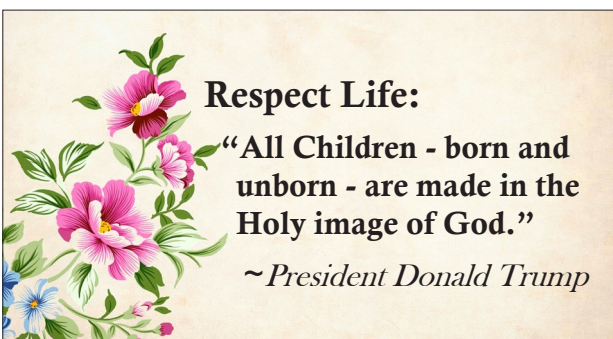 Respect Life:
“All Children - born and
unborn - are made in the
Holy image of God.”
~President Donald Trump